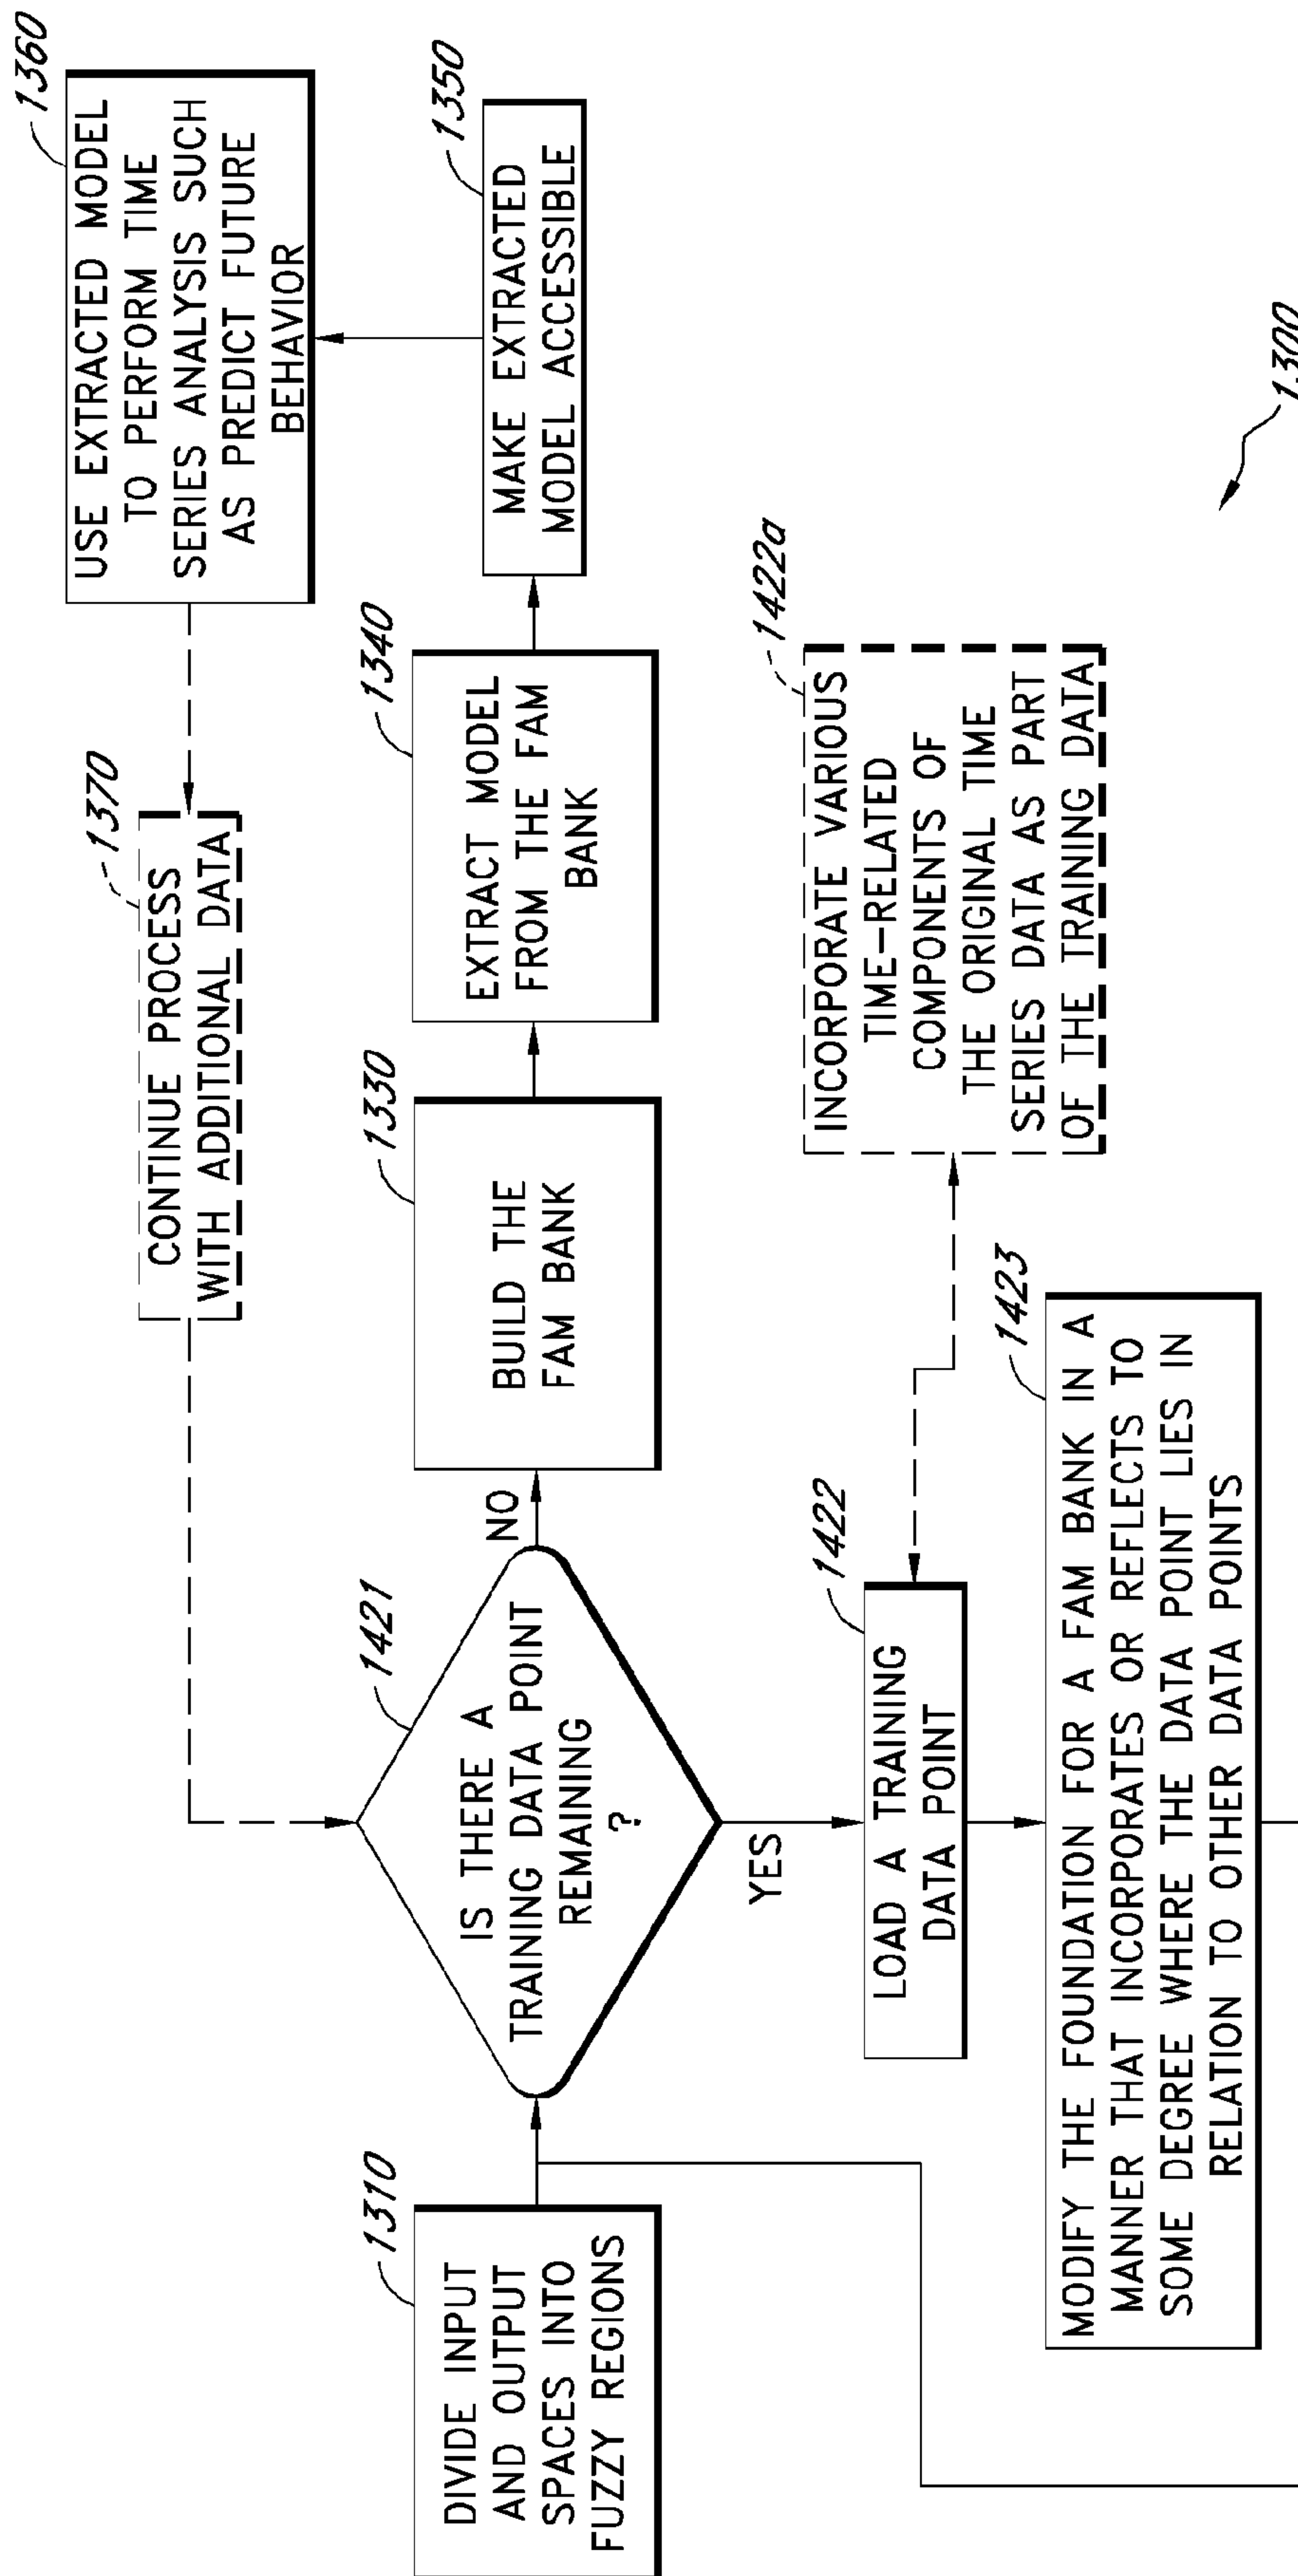 1310
DIVIDE INPUT
AND OUTPUT
SPACES INTO
FUZZY REGIONS
1421
IS THERE A
TRAINING DATA POINT
REMAINING
?
NO
YES
1330
BUILD THE
FAM BANK
1340
EXTRACT MODEL
FROM THE FAM
BANK
1350
MAKE EXTRACTED
MODEL ACCESSIBLE
1360
USE EXTRACTED MODEL
TO PERFORM TIME
SERIES ANALYSIS SUCH
AS PREDICT FUTURE
BEHAVIOR
1370
CONTINUE PROCESS
WITH ADDITIONAL DATA
1422
LOAD A TRAINING
DATA POINT
1422a
INCORPORATE VARIOUS
TIME-RELATED
COMPONENTS OF
THE ORIGINAL TIME
SERIES DATA AS PART
OF THE TRAINING DATA
1423
MODIFY THE FOUNDATION FOR A FAM BANK IN A
MANNER THAT INCORPORATES OR REFLECTS TO
SOME DEGREE WHERE THE DATA POINT LIES IN
RELATION TO OTHER DATA POINTS
1300